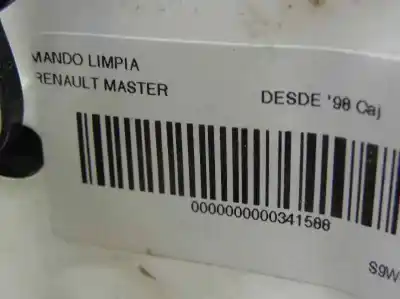 MANDO LIMPIA
RENAULT MASTER DESDE '98 Caj
0000000000341588
S9W